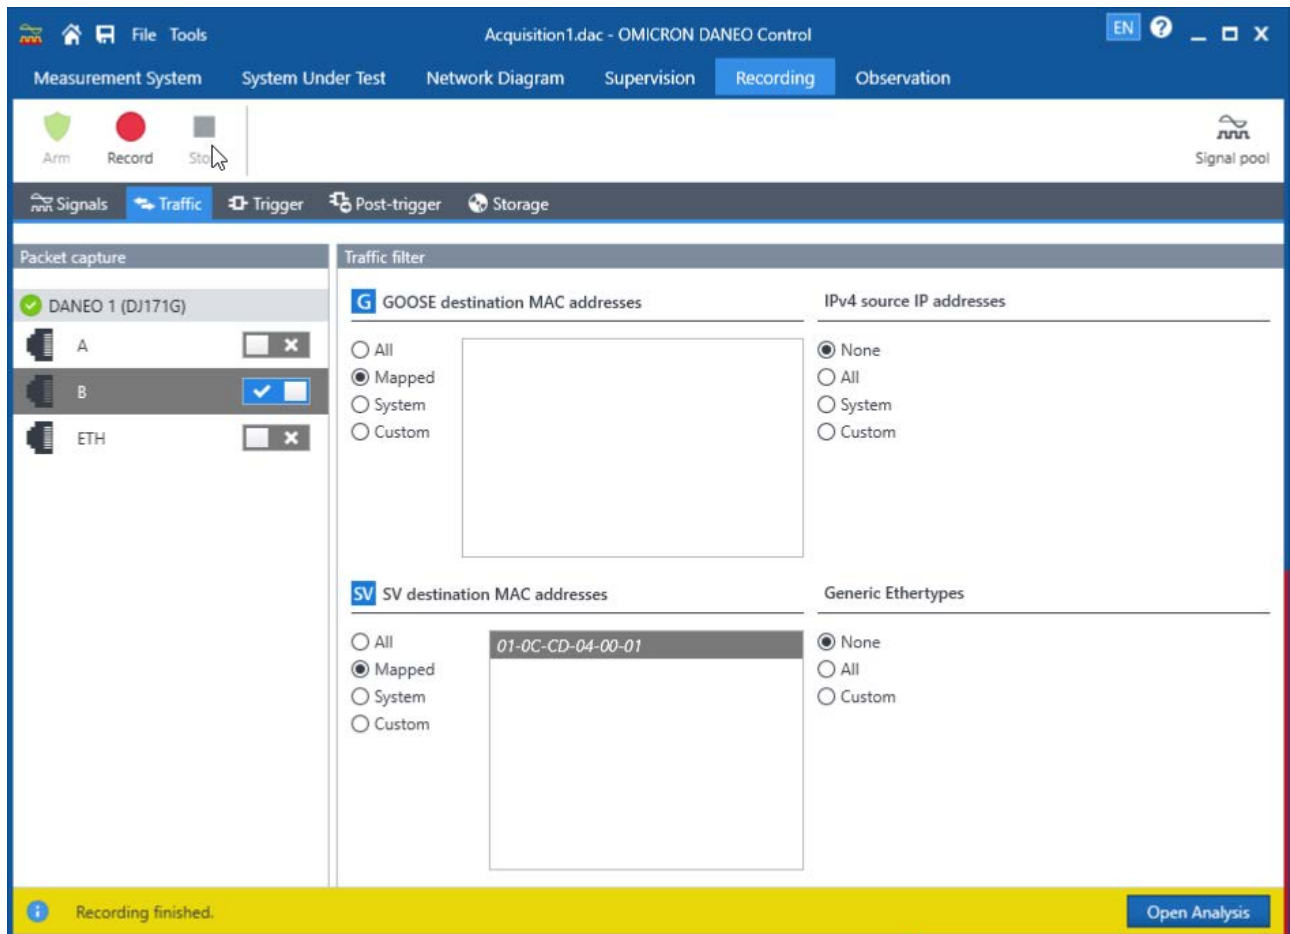 File Tools Acquisition1.dac - OMICRON DANEO Control EN ?
Measurement System System Under Test Network Diagram Supervision Recording Observation
Arm Record Signal pool
Signals Traffic Trigger Post-trigger Storage
Packet capture
DANEO 1 (DJ171G)
A
B
ETH
Traffic filter
G GOOSE destination MAC addresses
All
Mapped
System
Custom
IPv4 source IP addresses
None
All
System
Custom
SV SV destination MAC addresses
All
Mapped
System
Custom
01-0C-CD-04-00-01
Generic Ethertypes
None
All
Custom
Recording finished.
Open Analysis